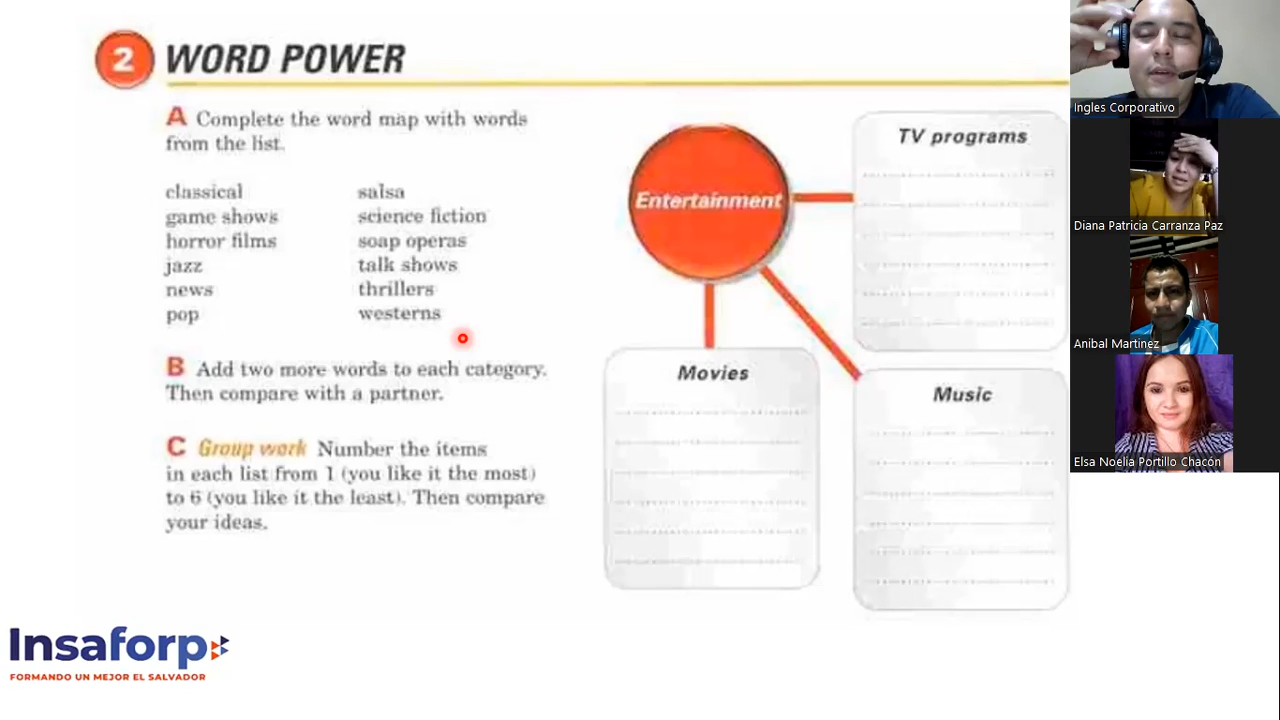 2 WORD POWER
A Complete the word map with words
from the list.
classical
game shows
horror films
jazz
news
pop
salsa
science fiction
soap operas
talk shows
thrillers
westerns
B Add two more words to each category.
Then compare with a partner.
C Group work Number the items
in each list from 1 (you like it the most)
to 6 (you like it the least). Then compare
your ideas.
Entertainment
TV programs
Movies
Music
Insaforp
FORMANDO UN MEJOR EL SALVADOR
Ingles Corporativo
Diana Patricia Carranza Paz
Anibal Martinez
Elsa Noelia Portillo Chacón